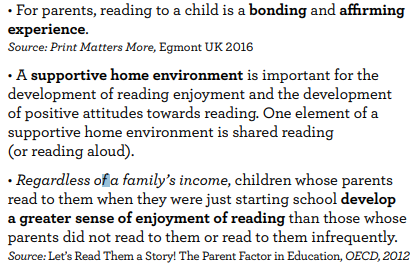 • For parents, reading to a child is a bonding and affirming
experience.
Source: Print Matters More, Egmont UK 2016
• A supportive home environment is important for the
development of reading enjoyment and the development
of positive attitudes towards reading. One element of a
supportive home environment is shared reading
(or reading aloud).
• Regardless of a family's income, children whose parents
read to them when they were just starting school develop
a greater sense of enjoyment of reading than those whose
parents did not read to them or read to them infrequently.
Source: Let's Read Them a Story! The Parent Factor in Education, OECD, 2012